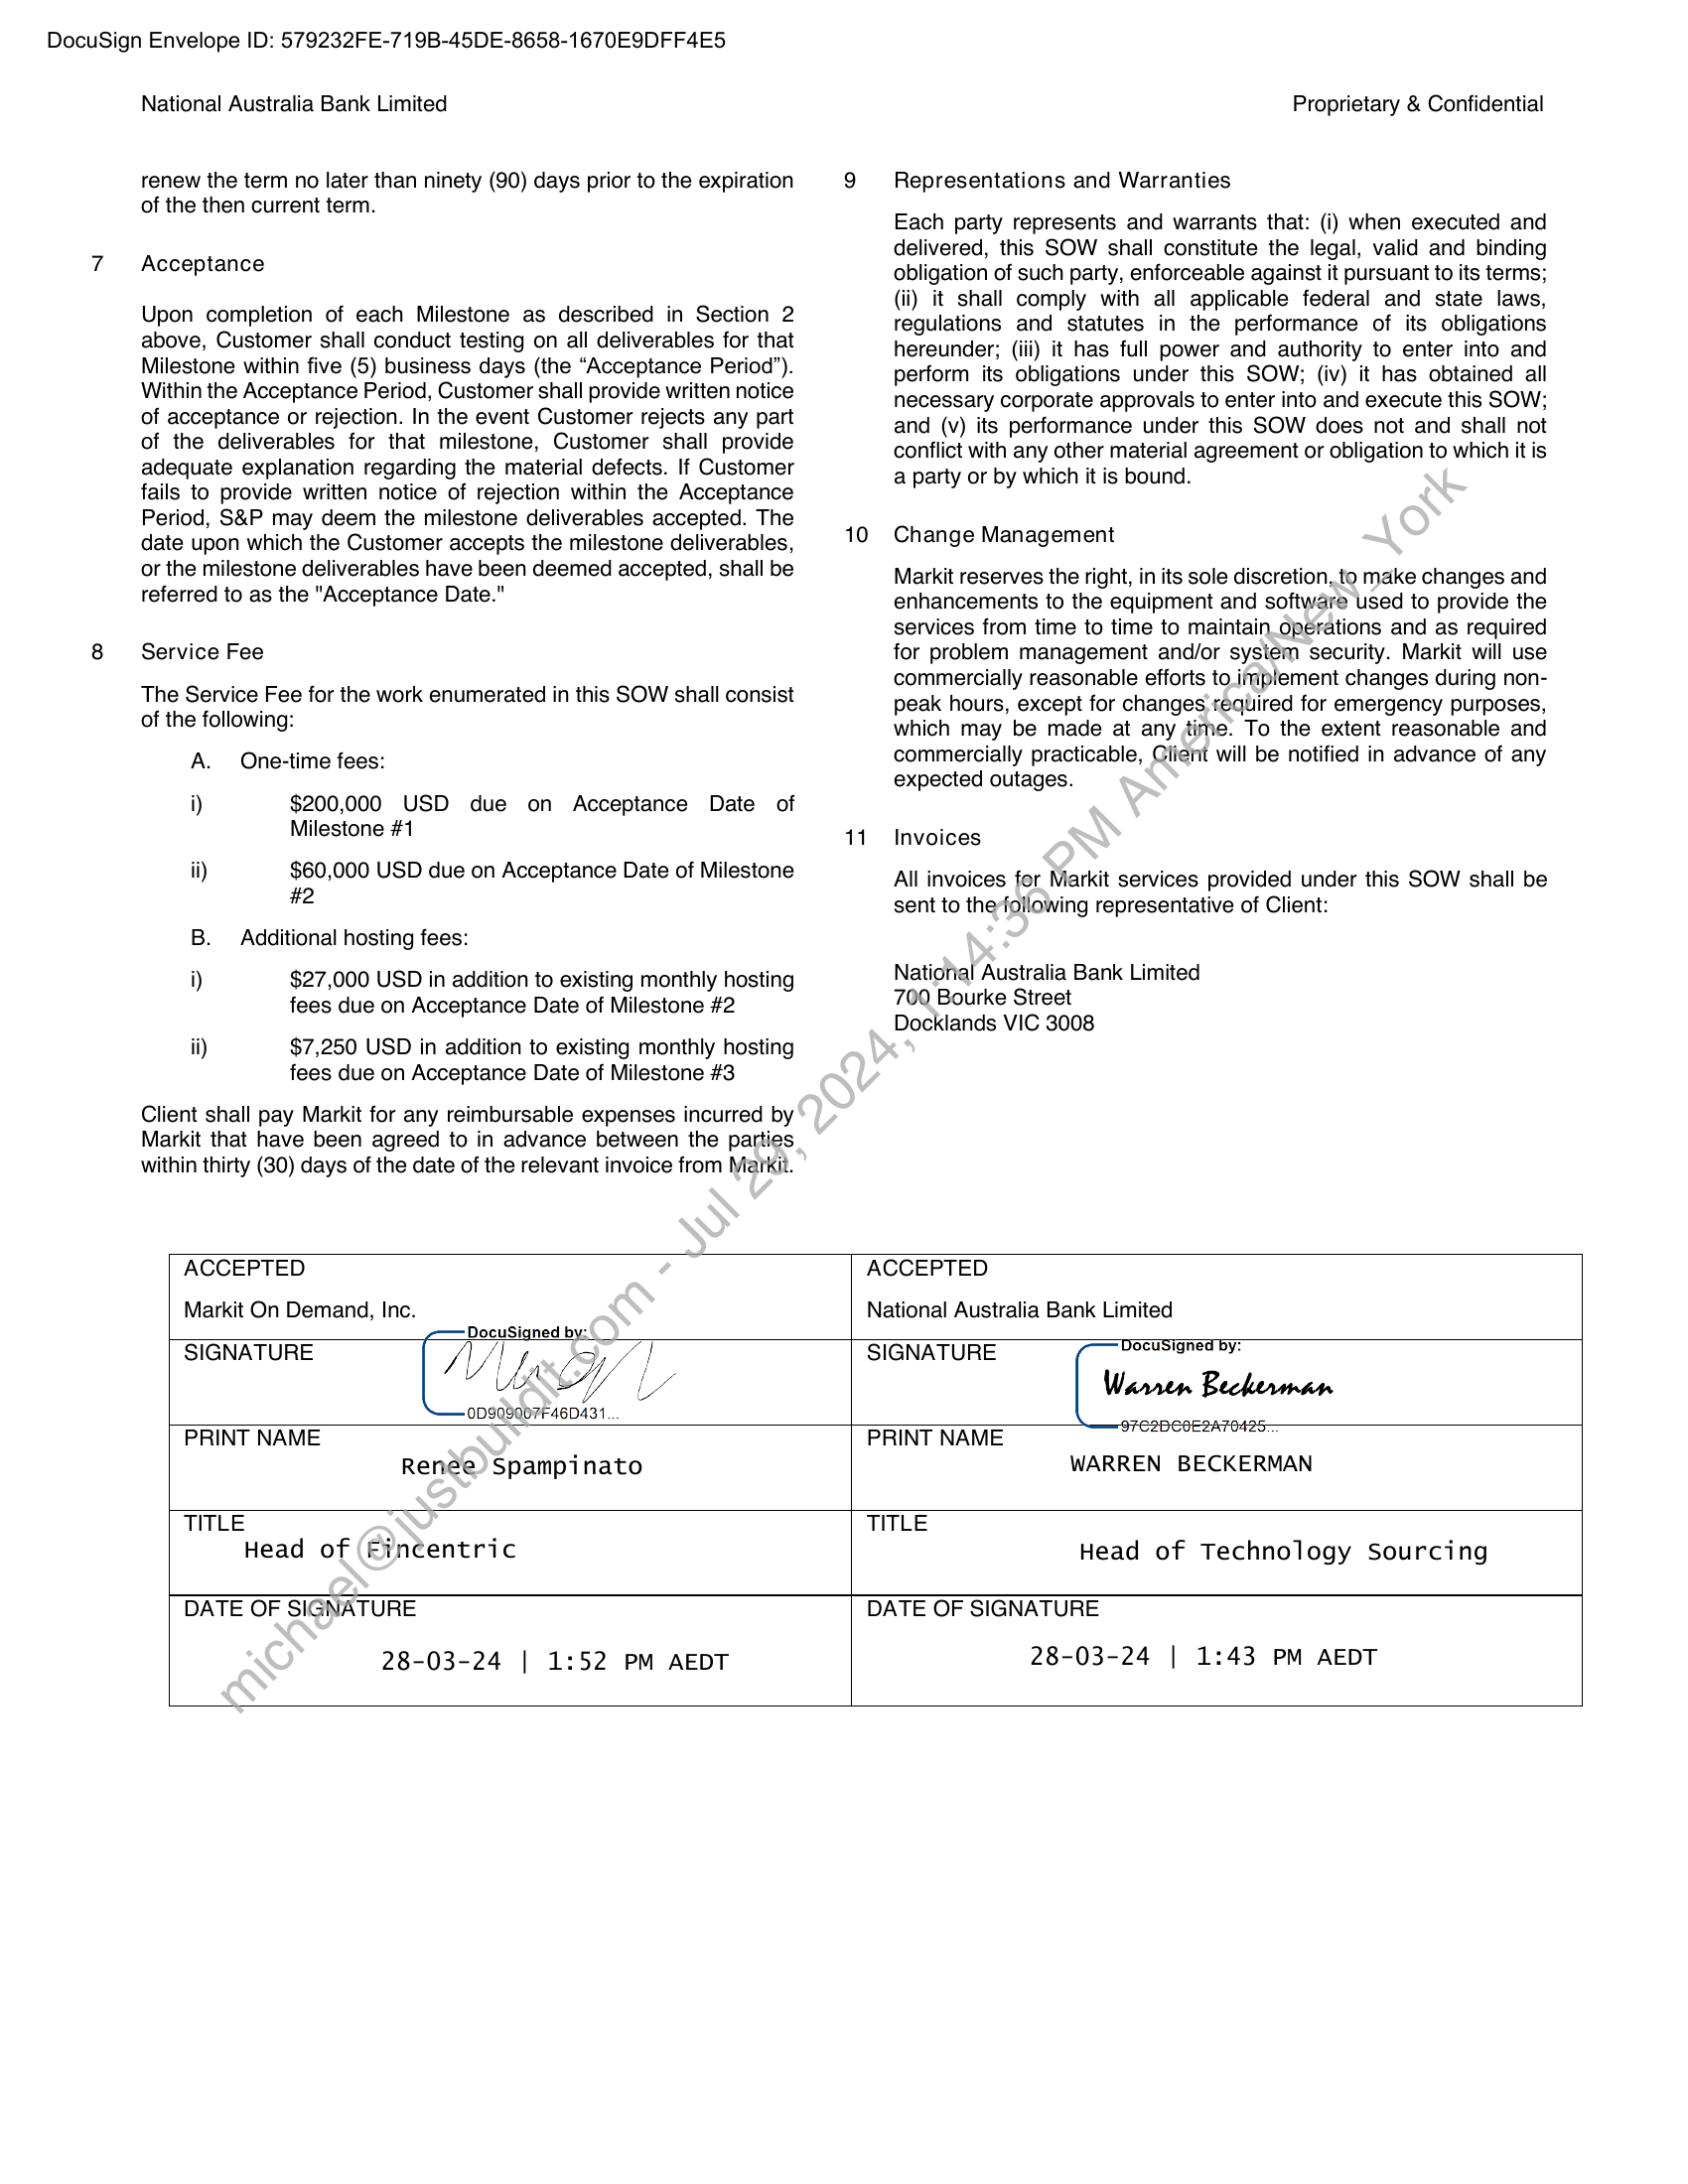 DocuSign Envelope ID: 579232FE-719B-45DE-8658-1670E9DFF4E5
National Australia Bank Limited
Proprietary & Confidential
renew the term no later than ninety (90) days prior to the expiration
of the then current term.
7 Acceptance
Upon completion of each Milestone as described in Section 2
above, Customer shall conduct testing on all deliverables for that
Milestone within five (5) business days (the “Acceptance Period”).
Within the Acceptance Period, Customer shall provide written notice
of acceptance or rejection. In the event Customer rejects any part
of the deliverables for that milestone, Customer shall provide
adequate explanation regarding the material defects. If Customer
fails to provide written notice of rejection within the Acceptance
Period, S&P may deem the milestone deliverables accepted. The
date upon which the Customer accepts the milestone deliverables,
or the milestone deliverables have been deemed accepted, shall be
referred to as the "Acceptance Date."
8 Service Fee
The Service Fee for the work enumerated in this SOW shall consist
of the following:
A. One-time fees:
i) $200,000 USD due on Acceptance Date of
Milestone #1
ii) $60,000 USD due on Acceptance Date of Milestone
#2
B. Additional hosting fees:
i) $27,000 USD in addition to existing monthly hosting
fees due on Acceptance Date of Milestone #2
ii) $7,250 USD in addition to existing monthly hosting
fees due on Acceptance Date of Milestone #3
Client shall pay Markit for any reimbursable expenses incurred by
Markit that have been agreed to in advance between the parties
within thirty (30) days of the date of the relevant invoice from Markit.
9 Representations and Warranties
Each party represents and warrants that: (i) when executed and
delivered, this SOW shall constitute the legal, valid and binding
obligation of such party, enforceable against it pursuant to its terms;
(ii) it shall comply with all applicable federal and state laws,
regulations and statutes in the performance of its obligations
hereunder; (iii) it has full power and authority to enter into and
perform its obligations under this SOW; (iv) it has obtained all
necessary corporate approvals to enter into and execute this SOW;
and (v) its performance under this SOW does not and shall not
conflict with any other material agreement or obligation to which it is
a party or by which it is bound.
10 Change Management
Markit reserves the right, in its sole discretion, to make changes and
enhancements to the equipment and software used to provide the
services from time to time to maintain operations and as required
for problem management and/or system security. Markit will use
commercially reasonable efforts to implement changes during non-
peak hours, except for changes required for emergency purposes,
which may be made at any time. To the extent reasonable and
commercially practicable, Client will be notified in advance of any
expected outages.
11 Invoices
All invoices for Markit services provided under this SOW shall be
sent to the following representative of Client:
National Australia Bank Limited
700 Bourke Street
Docklands VIC 3008
ACCEPTED
Markit On Demand, Inc.
SIGNATURE
DocuSigned by:
0D909007F46D431...
PRINT NAME
Renee Spampinato
TITLE
Head of Fincentric
DATE OF SIGNATURE
28-03-24 | 1:52 PM AEDT
ACCEPTED
National Australia Bank Limited
SIGNATURE
DocuSigned by:
Warren Beckerman
97C2DC0E2A70425...
PRINT NAME
WARREN BECKERMAN
TITLE
Head of Technology Sourcing
DATE OF SIGNATURE
28-03-24 | 1:43 PM AEDT
michael@justbuildit.com - Jul 29, 2024, 1:14:36 PM America/New_York